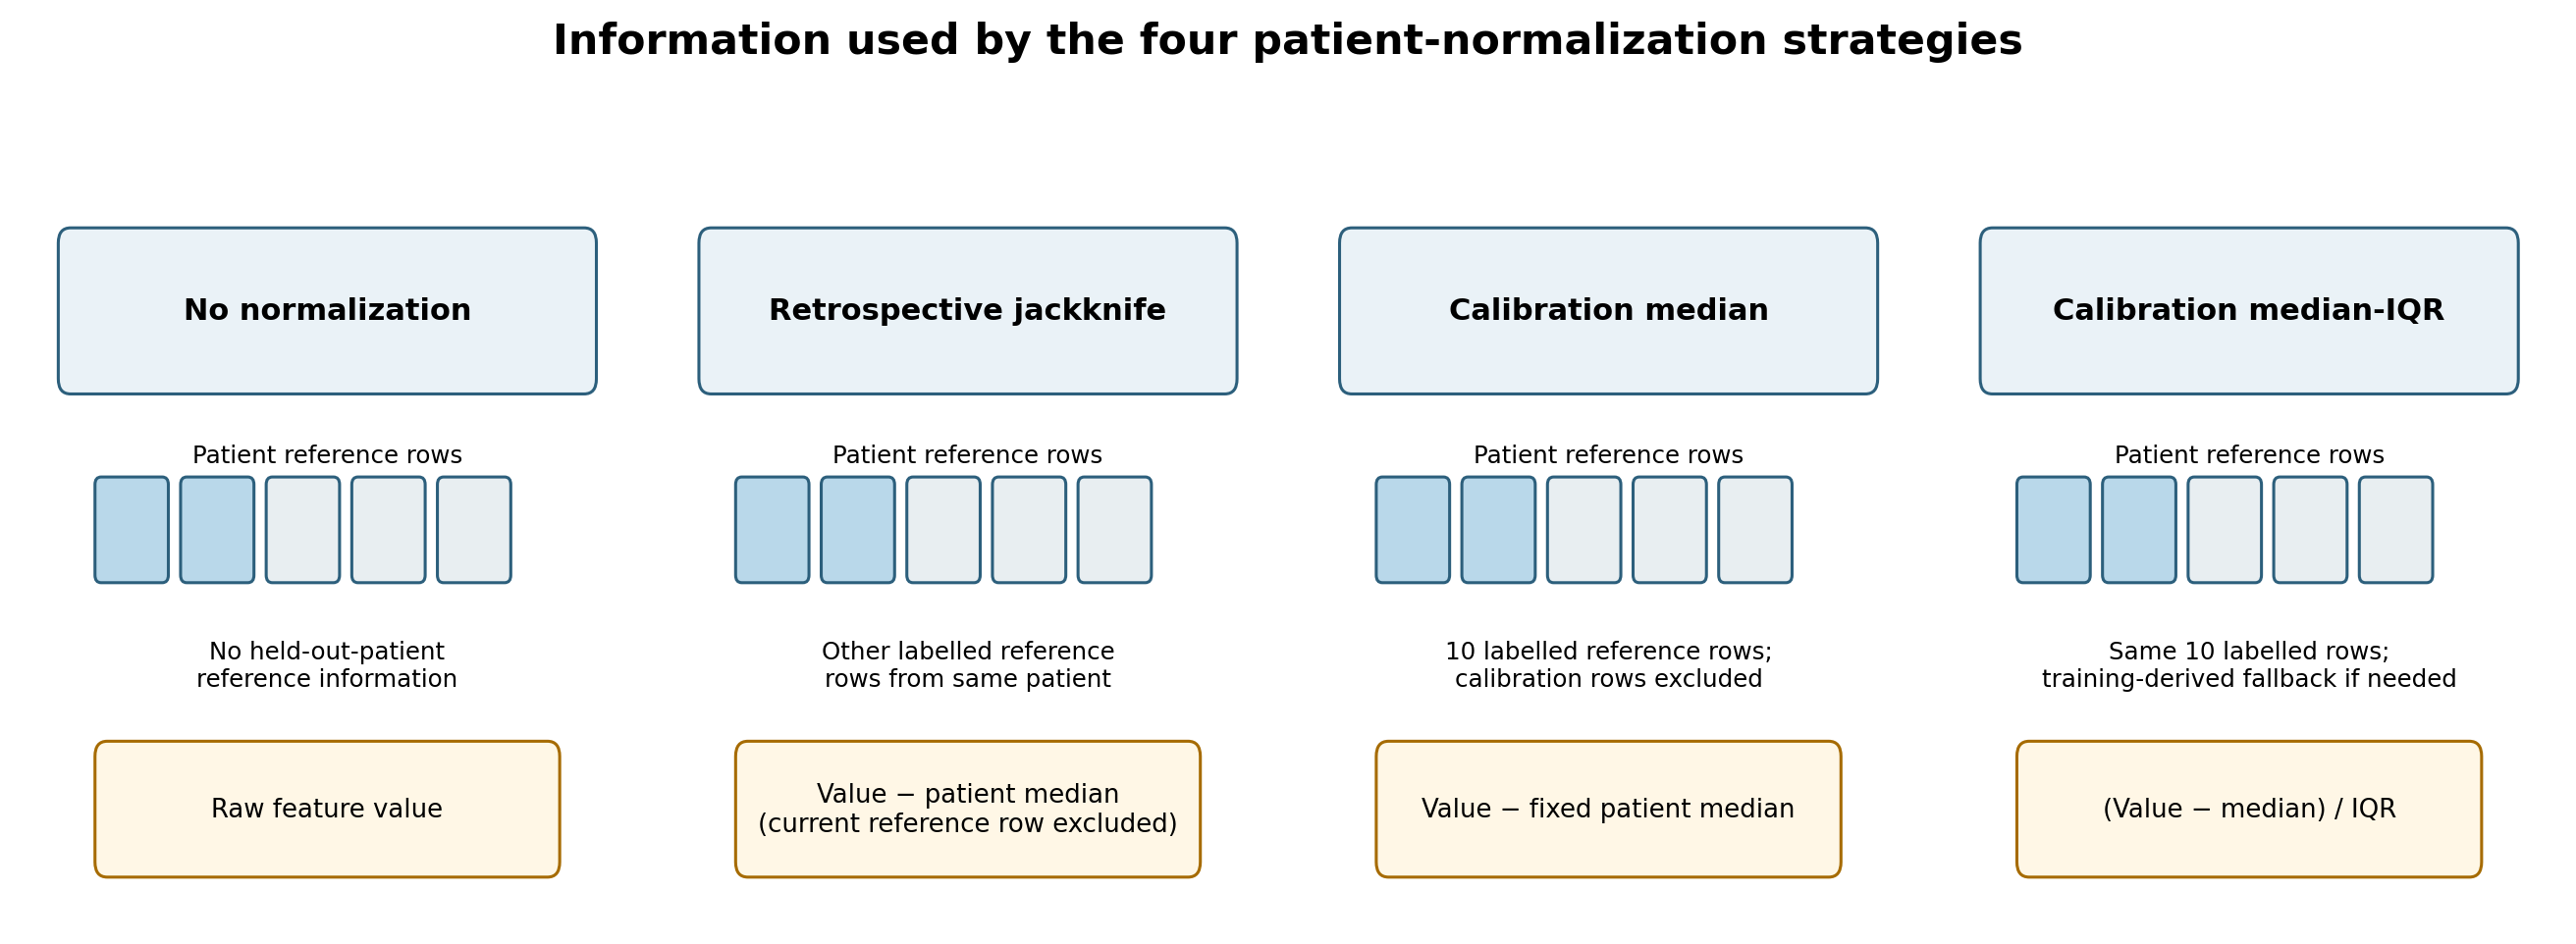 Information used by the four patient-normalization strategies
No normalization
Patient reference rows
No held-out-patient
reference information
Raw feature value
Retrospective jackknife
Patient reference rows
Other labelled reference
rows from same patient
Value − patient median
(current reference row excluded)
Calibration median
Patient reference rows
10 labelled reference rows;
calibration rows excluded
Value − fixed patient median
Calibration median-IQR
Patient reference rows
Same 10 labelled rows;
training-derived fallback if needed
(Value − median) / IQR